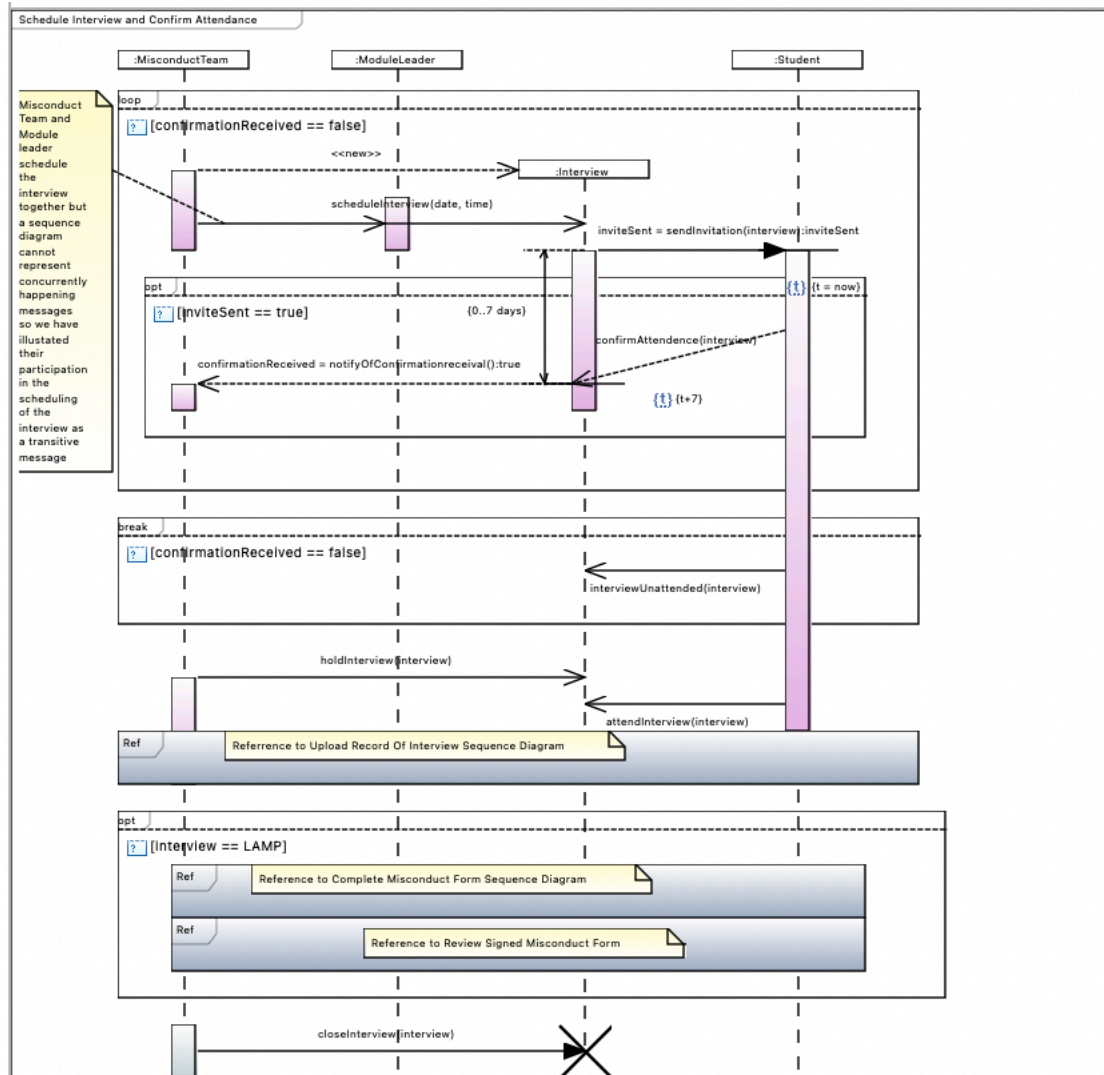 Schedule Interview and Confirm Attendance
:MisconductTeam
:ModuleLeader
:Student
Misconduct
Team and
Module
leader
schedule
the
interview
together but
a sequence
diagram
cannot
represent
concurrently
happening
messages
so we have
illustated
their
participation
in the
scheduling
of the
interview as
a transitive
message
loop
[confirmationReceived == false]
<<new>>
:Interview
scheduleInterview(date, time)
inviteSent = sendInvitation(interview):inviteSent
opt
{t} {t = now}
[inviteSent == true]
{0..7 days}
confirmAttendence(interview)
confirmationReceived = notifyOfConfirmationreceival():true
{t} {t+7}
break
[confirmationReceived == false]
interviewUnattended(interview)
holdInterview(interview)
attendInterview(interview)
Ref
Referrence to Upload Record Of Interview Sequence Diagram
opt
[interview == LAMP]
Ref
Reference to Complete Misconduct Form Sequence Diagram
Ref
Reference to Review Signed Misconduct Form
closeInterview(interview)